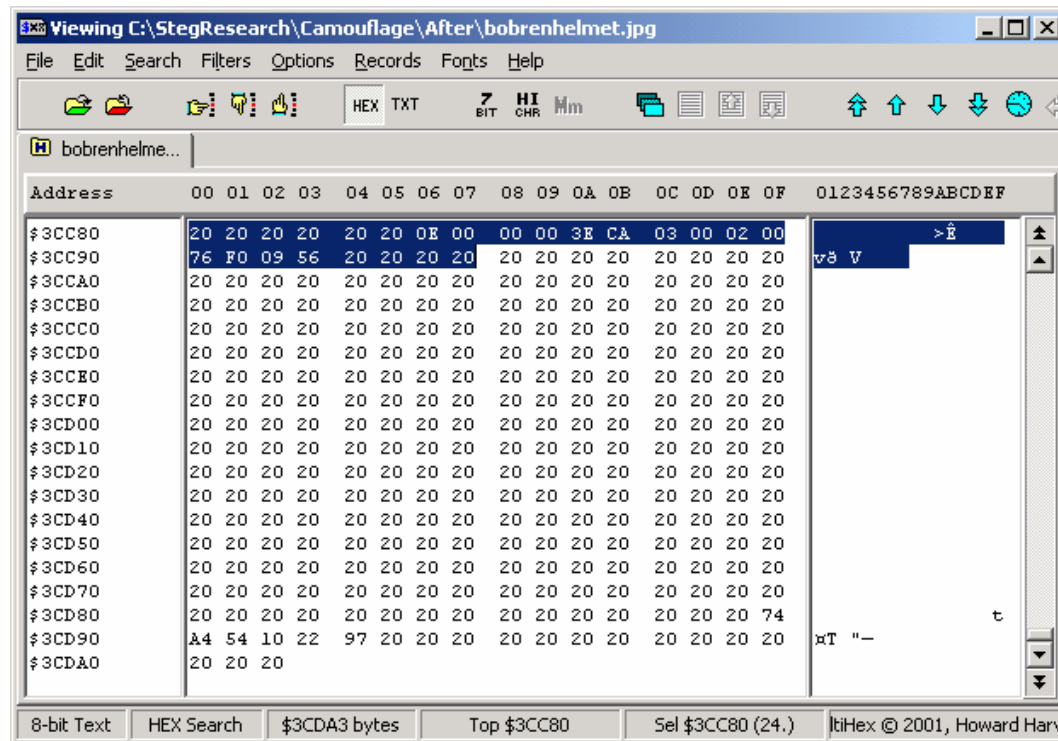 Viewing C:\StegResearch\Camouflage\After\bobrenhelmet.jpg
File Edit Search Filters Options Records Fonts Help
HEX TXT 7 BIT HI CHR Mm
bobrenhelme...
Address 00 01 02 03 04 05 06 07 08 09 0A 0B 0C 0D 0E 0F 0123456789ABCDEF
$3CC80 20 20 20 20 20 20 0E 00 00 00 3E CA 03 00 02 00 >Ê
$3CC90 76 F0 09 56 20 20 20 20 20 20 20 20 20 20 20 20 vð V
$3CCA0 20 20 20 20 20 20 20 20 20 20 20 20 20 20 20 20
$3CCB0 20 20 20 20 20 20 20 20 20 20 20 20 20 20 20 20
$3CCC0 20 20 20 20 20 20 20 20 20 20 20 20 20 20 20 20
$3CCD0 20 20 20 20 20 20 20 20 20 20 20 20 20 20 20 20
$3CCE0 20 20 20 20 20 20 20 20 20 20 20 20 20 20 20 20
$3CCF0 20 20 20 20 20 20 20 20 20 20 20 20 20 20 20 20
$3CD00 20 20 20 20 20 20 20 20 20 20 20 20 20 20 20 20
$3CD10 20 20 20 20 20 20 20 20 20 20 20 20 20 20 20 20
$3CD20 20 20 20 20 20 20 20 20 20 20 20 20 20 20 20 20
$3CD30 20 20 20 20 20 20 20 20 20 20 20 20 20 20 20 20
$3CD40 20 20 20 20 20 20 20 20 20 20 20 20 20 20 20 20
$3CD50 20 20 20 20 20 20 20 20 20 20 20 20 20 20 20 20
$3CD60 20 20 20 20 20 20 20 20 20 20 20 20 20 20 20 20
$3CD70 20 20 20 20 20 20 20 20 20 20 20 20 20 20 20 20
$3CD80 20 20 20 20 20 20 20 20 20 20 20 20 20 20 20 74 t
$3CD90 A4 54 10 22 97 20 20 20 20 20 20 20 20 20 20 20 ¤T "—
$3CDA0 20 20 20
8-bit Text HEX Search $3CDA3 bytes Top $3CC80 Sel $3CC80 (24.) ltiHex © 2001, Howard Harv